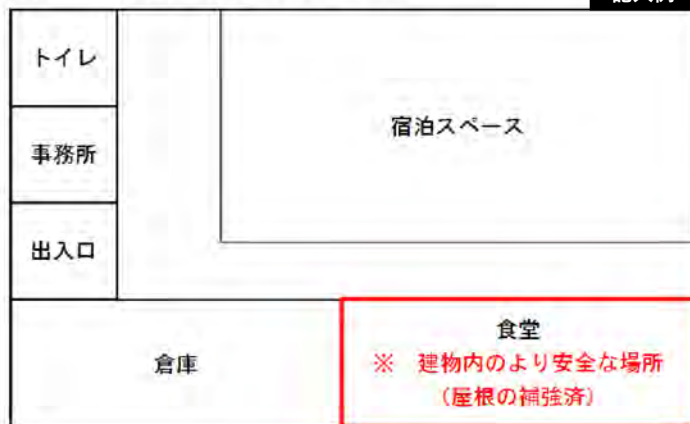 トイレ
宿泊スペース
事務所
出入口
倉庫
食堂
※ 建物内のより安全な場所
（屋根の補強済）